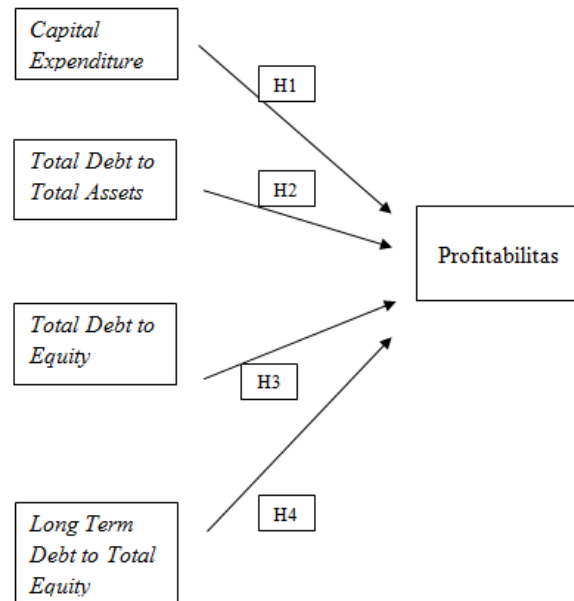 Capital
Expenditure
H1
Total Debt to
Total Assets
H2
Profitabilitas
Total Debt to
Equity
H3
Long Term
Debt to Total
Equity
H4